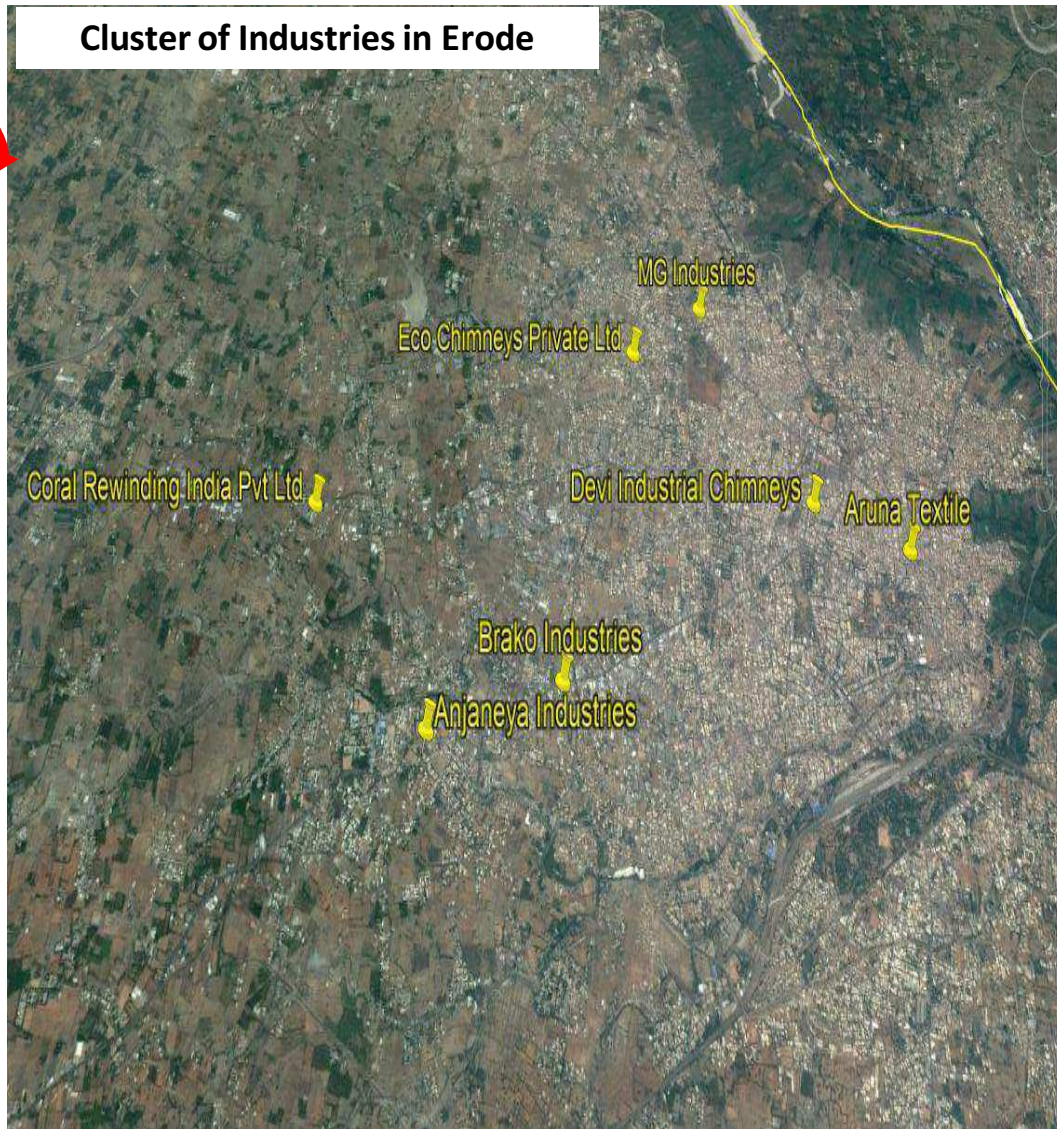 Cluster of Industries in Erode
MG Industries
Eco Chimneys Private Ltd
Coral Rewinding India Pvt Ltd
Devi Industrial Chimneys
Aruna Textile
Brako Industries
Anjaneya Industries